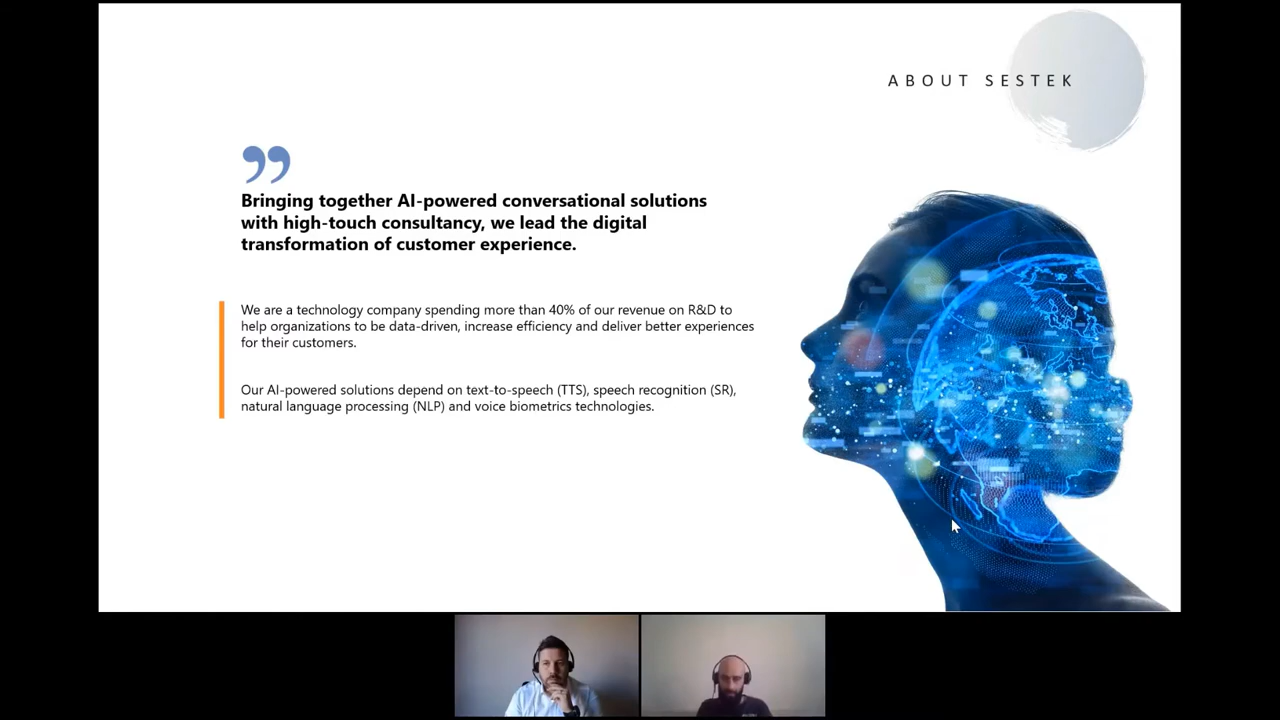 ABOUT SESTEK
”
Bringing together AI-powered conversational solutions
with high-touch consultancy, we lead the digital
transformation of customer experience.
We are a technology company spending more than 40% of our revenue on R&D to
help organizations to be data-driven, increase efficiency and deliver better experiences
for their customers.
Our AI-powered solutions depend on text-to-speech (TTS), speech recognition (SR),
natural language processing (NLP) and voice biometrics technologies.